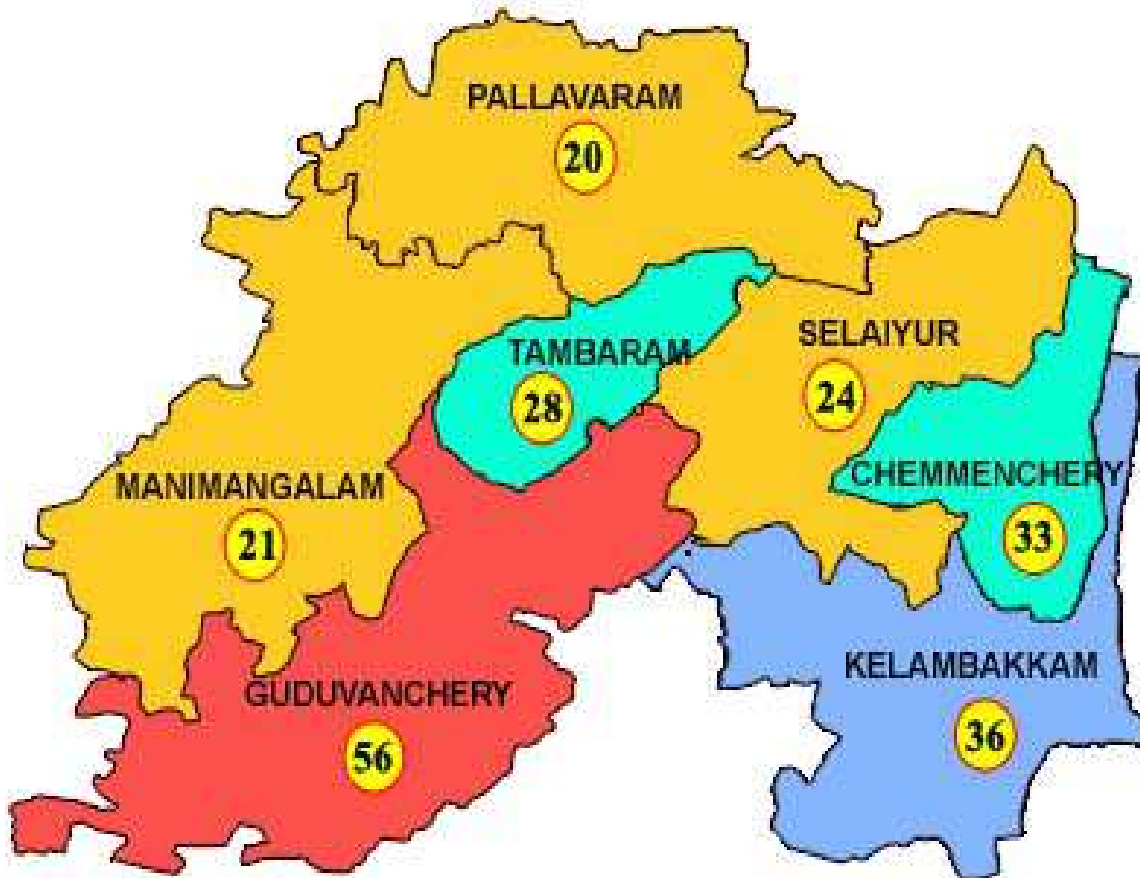 PALLAVARAM
20
SELAIYUR
24
TAMBARAM
28
MANIMANGALAM
21
CHEMMENCHERY
33
GUDUVANCHERY
56
KELAMBAKKAM
36